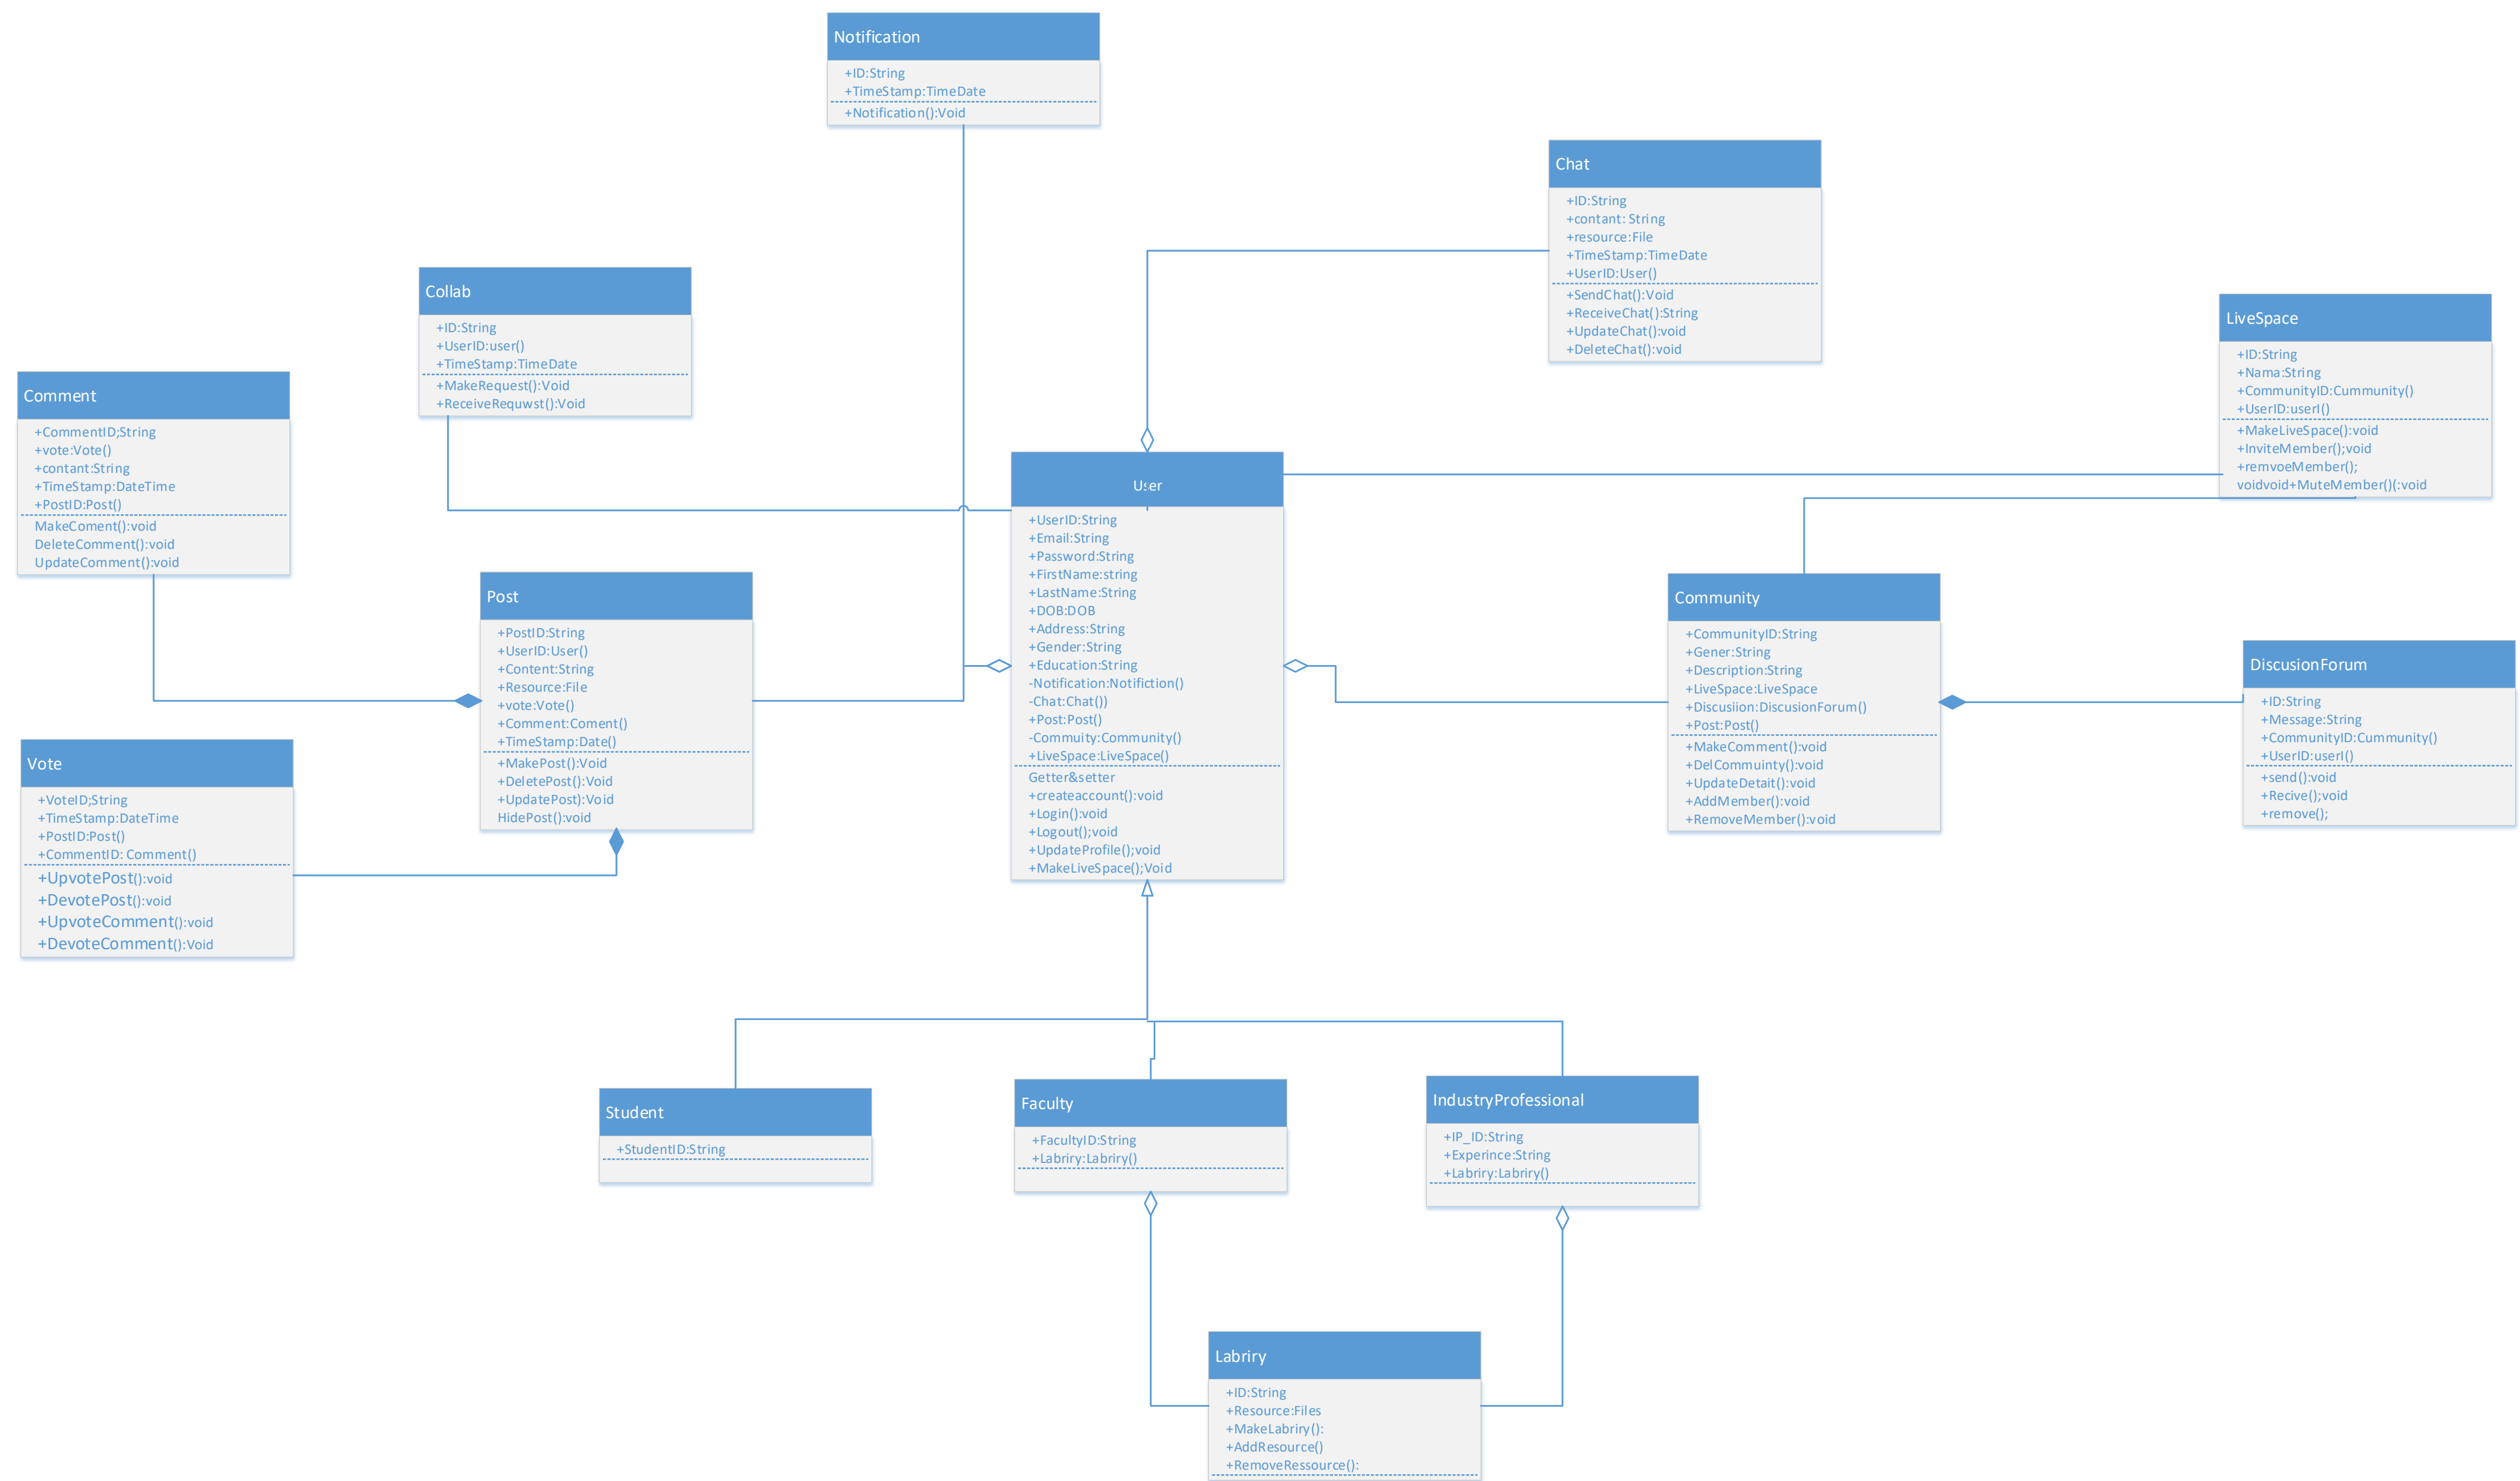 Notification
+ID:String
+TimeStamp:TimeDate
+Notification():Void
Chat
+ID:String
+contant: String
+resource:File
+TimeStamp:TimeDate
+UserID:User()
+SendChat():Void
+ReceiveChat():String
+UpdateChat():void
+DeleteChat():void
Collab
+ID:String
+UserID:user()
+TimeStamp:TimeDate
+MakeRequest():Void
+ReceiveRequwst():Void
LiveSpace
+ID:String
+Nama:String
+CommunityID:Cummunity()
+UserID:userI()
+MakeLiveSpace():void
+InviteMember();void
+remvoeMember();
voidvoid+MuteMember()(:void
Comment
+CommentID;String
+vote:Vote()
+contant:String
+TimeStamp:DateTime
+PostID:Post()
MakeComent():void
DeleteComment():void
UpdateComment():void
User
+UserID:String
+Email:String
+Password:String
+FirstName:string
+LastName:String
+DOB:DOB
+Address:String
+Gender:String
+Education:String
-Notification:Notifiction()
-Chat:Chat())
+Post:Post()
-Commuity:Community()
+LiveSpace:LiveSpace()
Getter&setter
+createaccount():void
+Login():void
+Logout();void
+UpdateProfile();void
+MakeLiveSpace();Void
Post
+PostID:String
+UserID:User()
+Content:String
+Resource:File
+vote:Vote()
+Comment:Coment()
+TimeStamp:Date()
+MakePost():Void
+DeletePost():Void
+UpdatePost):Void
HidePost():void
Community
+CommunityID:String
+Gener:String
+Description:String
+LiveSpace:LiveSpace
+Discusiion:DiscusionForum()
+Post:Post()
+MakeComment():void
+DelCommuinty():void
+UpdateDetait():void
+AddMember():void
+RemoveMember():void
DiscusionForum
+ID:String
+Message:String
+CommunityID:Cummunity()
+UserID:userI()
+send():void
+Recive();void
+remove();
Vote
+VoteID;String
+TimeStamp:DateTime
+PostID:Post()
+CommentID: Comment()
+UpvotePost():void
+DevotePost():void
+UpvoteComment():void
+DevoteComment():Void
Student
+StudentID:String
Faculty
+FacultyID:String
+Labriry:Labriry()
IndustryProfessional
+IP_ID:String
+Experince:String
+Labriry:Labriry()
Labriry
+ID:String
+Resource:Files
+MakeLabriry():
+AddResource()
+RemoveRessource():